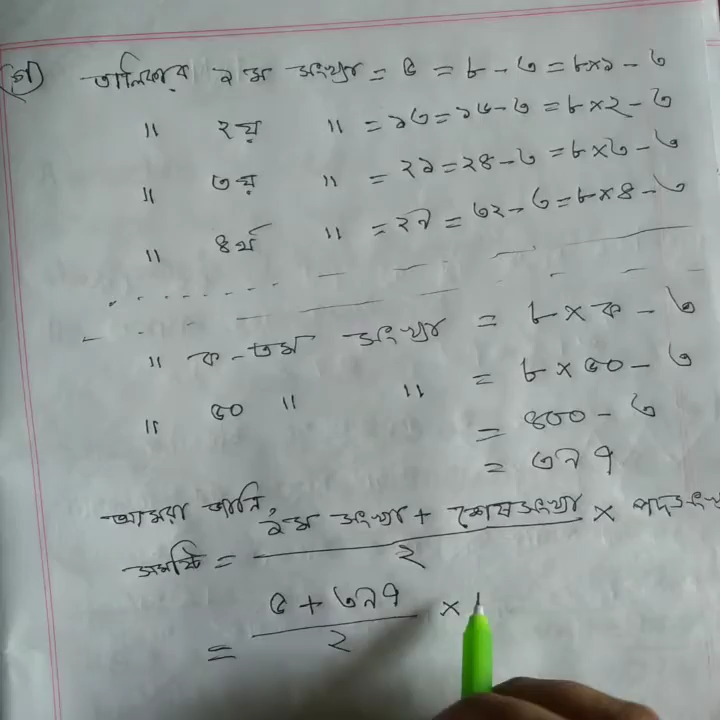 (গ) তালিকার ১ম সংখ্যা = ৫ = ৮ - ৩ = ৮×১ - ৩
" ২য় " = ১৩ = ১৬ - ৩ = ৮×২ - ৩
" ৩য় " = ২১ = ২৪ - ৩ = ৮×৩ - ৩
" ৪র্থ " = ২৯ = ৩২ - ৩ = ৮×৪ - ৩
" ক - তম সংখ্যা = ৮ × ক - ৩
" ৫০ " " = ৮ × ৫০ - ৩
= ৪০০ - ৩
= ৩৯৭
আমরা জানি,
সমষ্টি = ১ম সংখ্যা + শেষসংখ্যা / ২ × পদসংখ্যা
= ৫ + ৩৯৭ / ২ ×